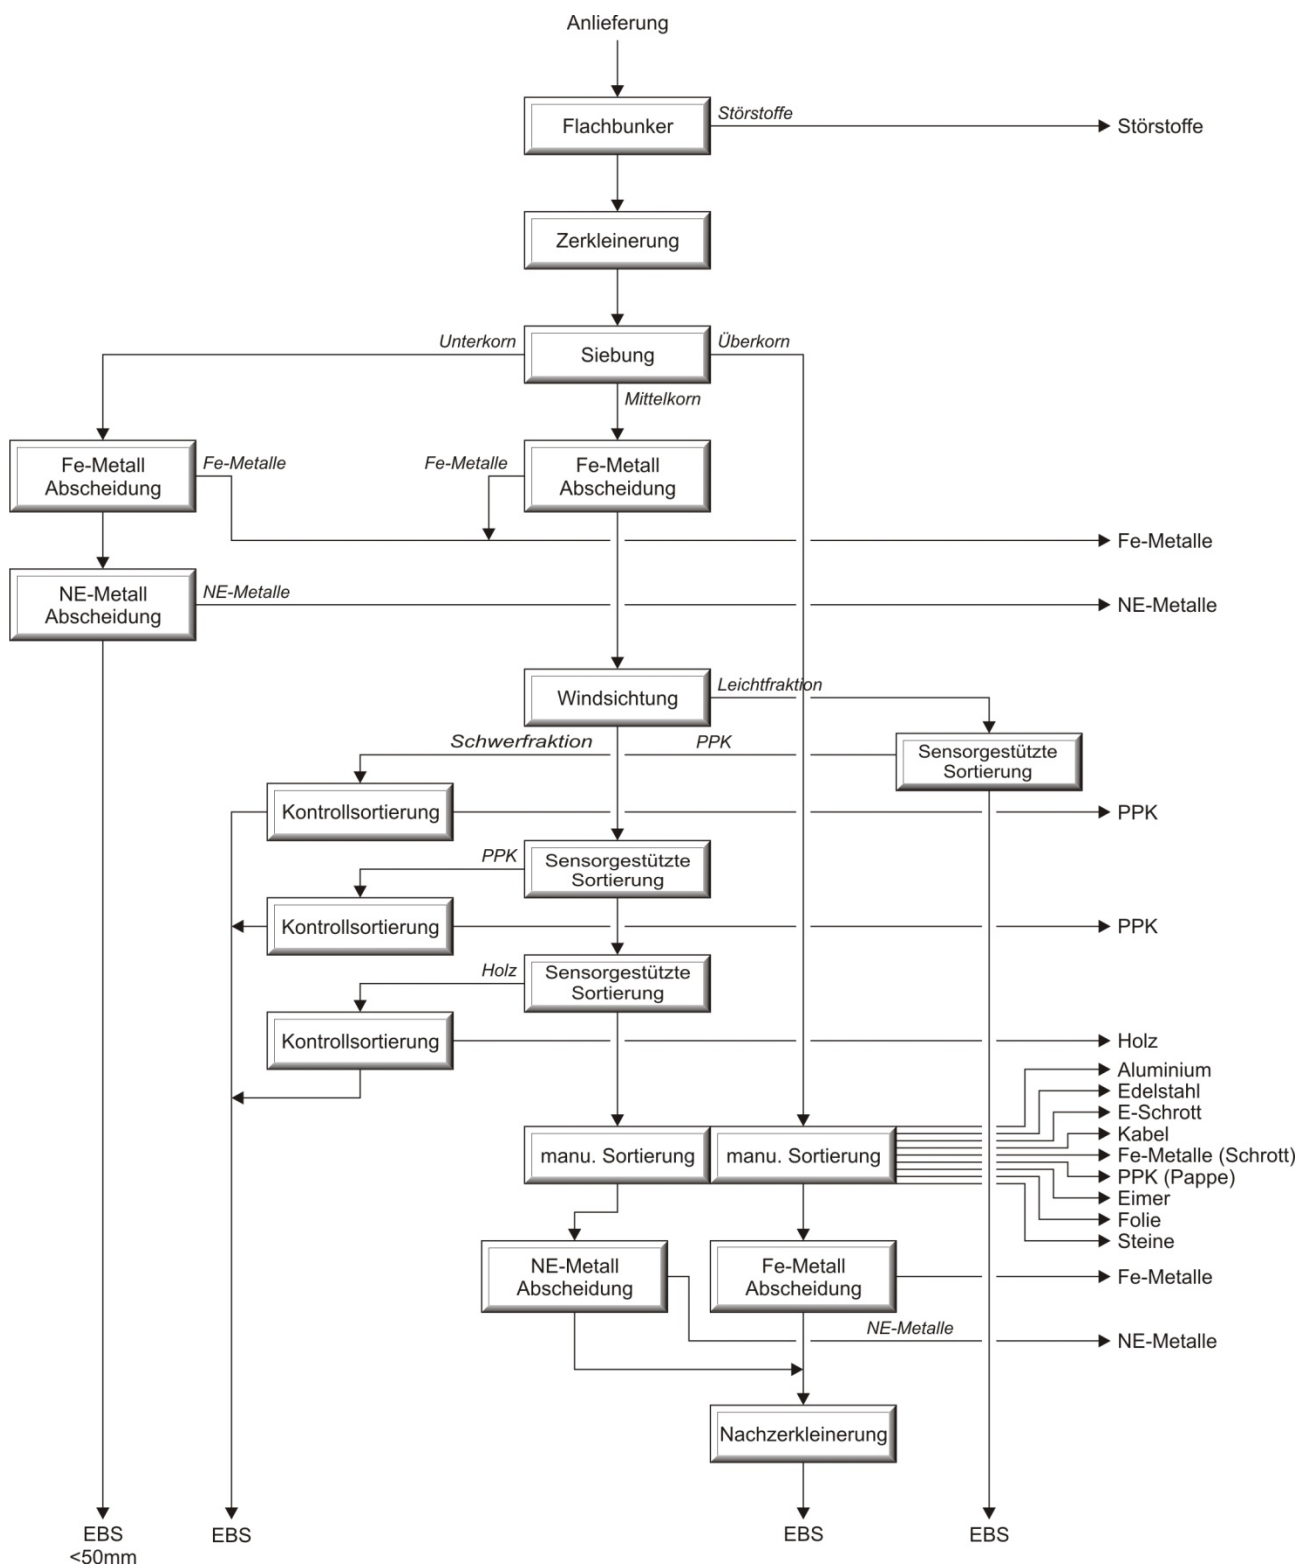 Anlieferung
Flachbunker
Störstoffe
Störstoffe
Zerkleinerung
Unterkorn
Siebung
Überkorn
Mittelkorn
Fe-Metall
Abscheidung
Fe-Metalle
Fe-Metalle
Fe-Metall
Abscheidung
Fe-Metalle
NE-Metall
Abscheidung
NE-Metalle
NE-Metalle
Windsichtung
Leichtfraktion
Schwerfraktion
PPK
Sensorgestützte
Sortierung
Kontrollsortierung
PPK
PPK
Sensorgestützte
Sortierung
Kontrollsortierung
PPK
Holz
Sensorgestützte
Sortierung
Kontrollsortierung
Holz
Aluminium
Edelstahl
E-Schrott
Kabel
Fe-Metalle (Schrott)
PPK (Pappe)
Eimer
Folie
Steine
manu. Sortierung
manu. Sortierung
NE-Metall
Abscheidung
Fe-Metall
Abscheidung
Fe-Metalle
NE-Metalle
NE-Metalle
Nachzerkleinerung
EBS
<50mm
EBS
EBS
EBS